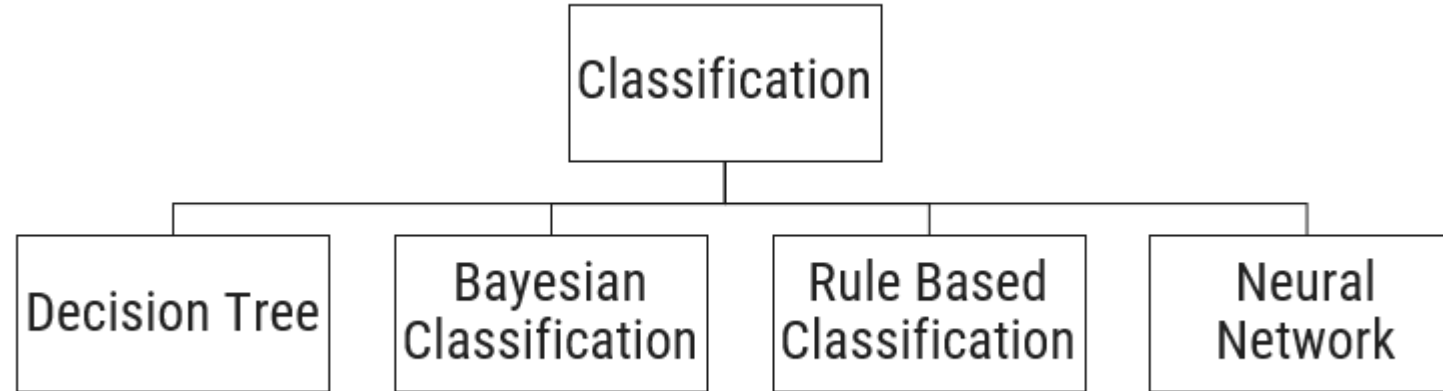 Classification
Decision Tree
Bayesian
Classification
Rule Based
Classification
Neural
Network